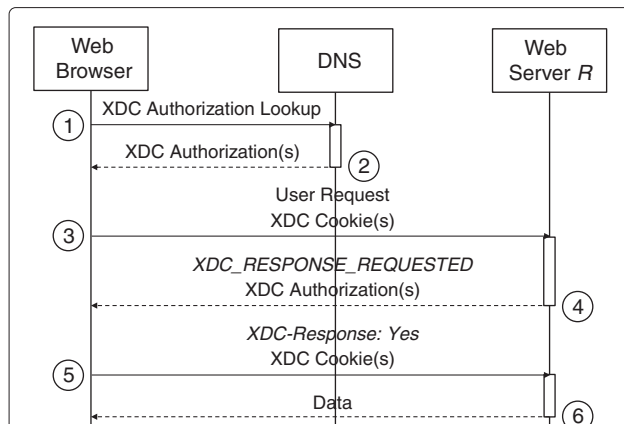 Web
Browser
DNS
Web
Server R
XDC Authorization Lookup
1
XDC Authorization(s)
2
User Request
XDC Cookie(s)
3
XDC_RESPONSE_REQUESTED
XDC Authorization(s)
4
XDC-Response: Yes
XDC Cookie(s)
5
Data
6